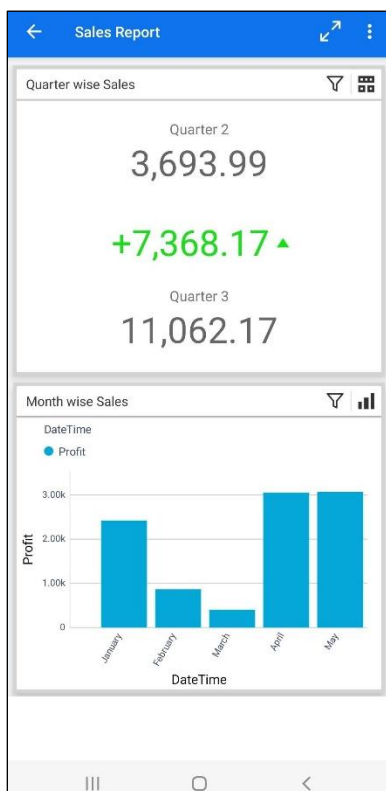 Sales Report
Quarter wise Sales
Quarter 2
3,693.99
+7,368.17
Quarter 3
11,062.17
Month wise Sales
DateTime
Profit
3.00k
2.00k
1.00k
0
Profit
January
February
March
April
May
DateTime